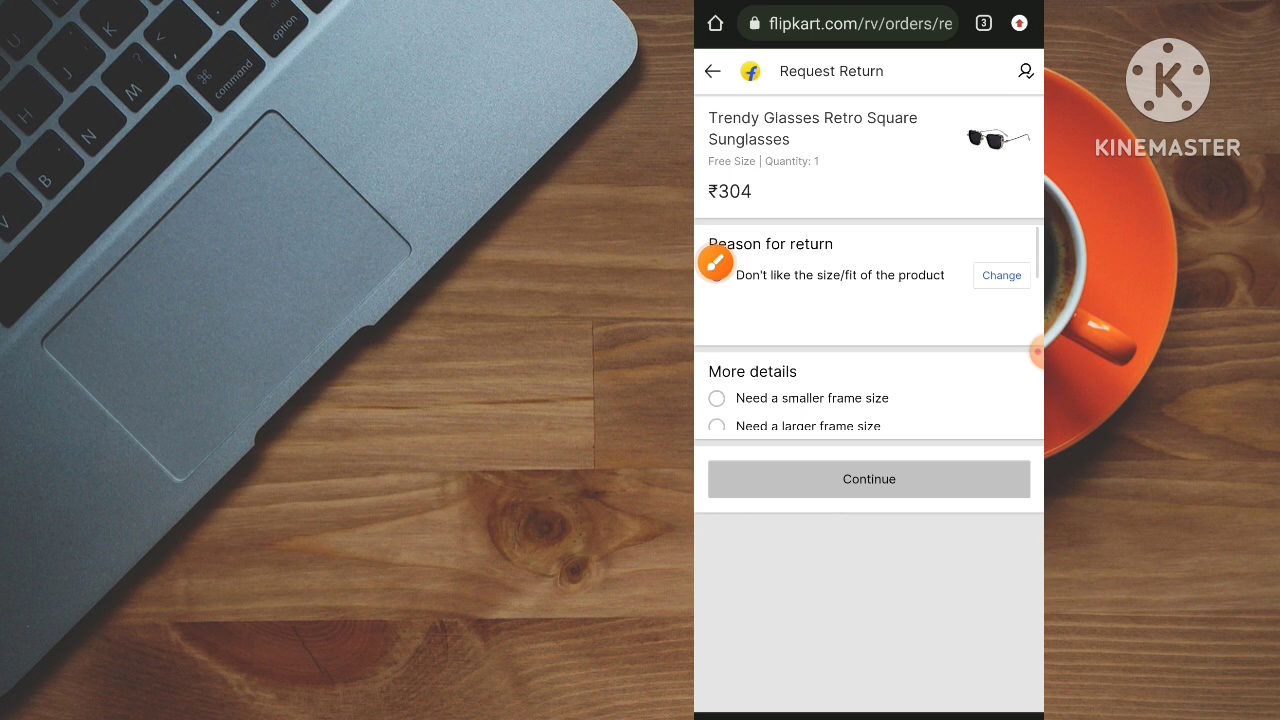 U
J
K
<
,
H
M
?
N
B
V
⌘
command
option
flipkart.com/rv/orders/re
3
Request Return
Trendy Glasses Retro Square
Sunglasses
Free Size | Quantity: 1
₹304
Reason for return
Don't like the size/fit of the product
Change
More details
Need a smaller frame size
Need a larger frame size
Continue
K
KINEMASTER